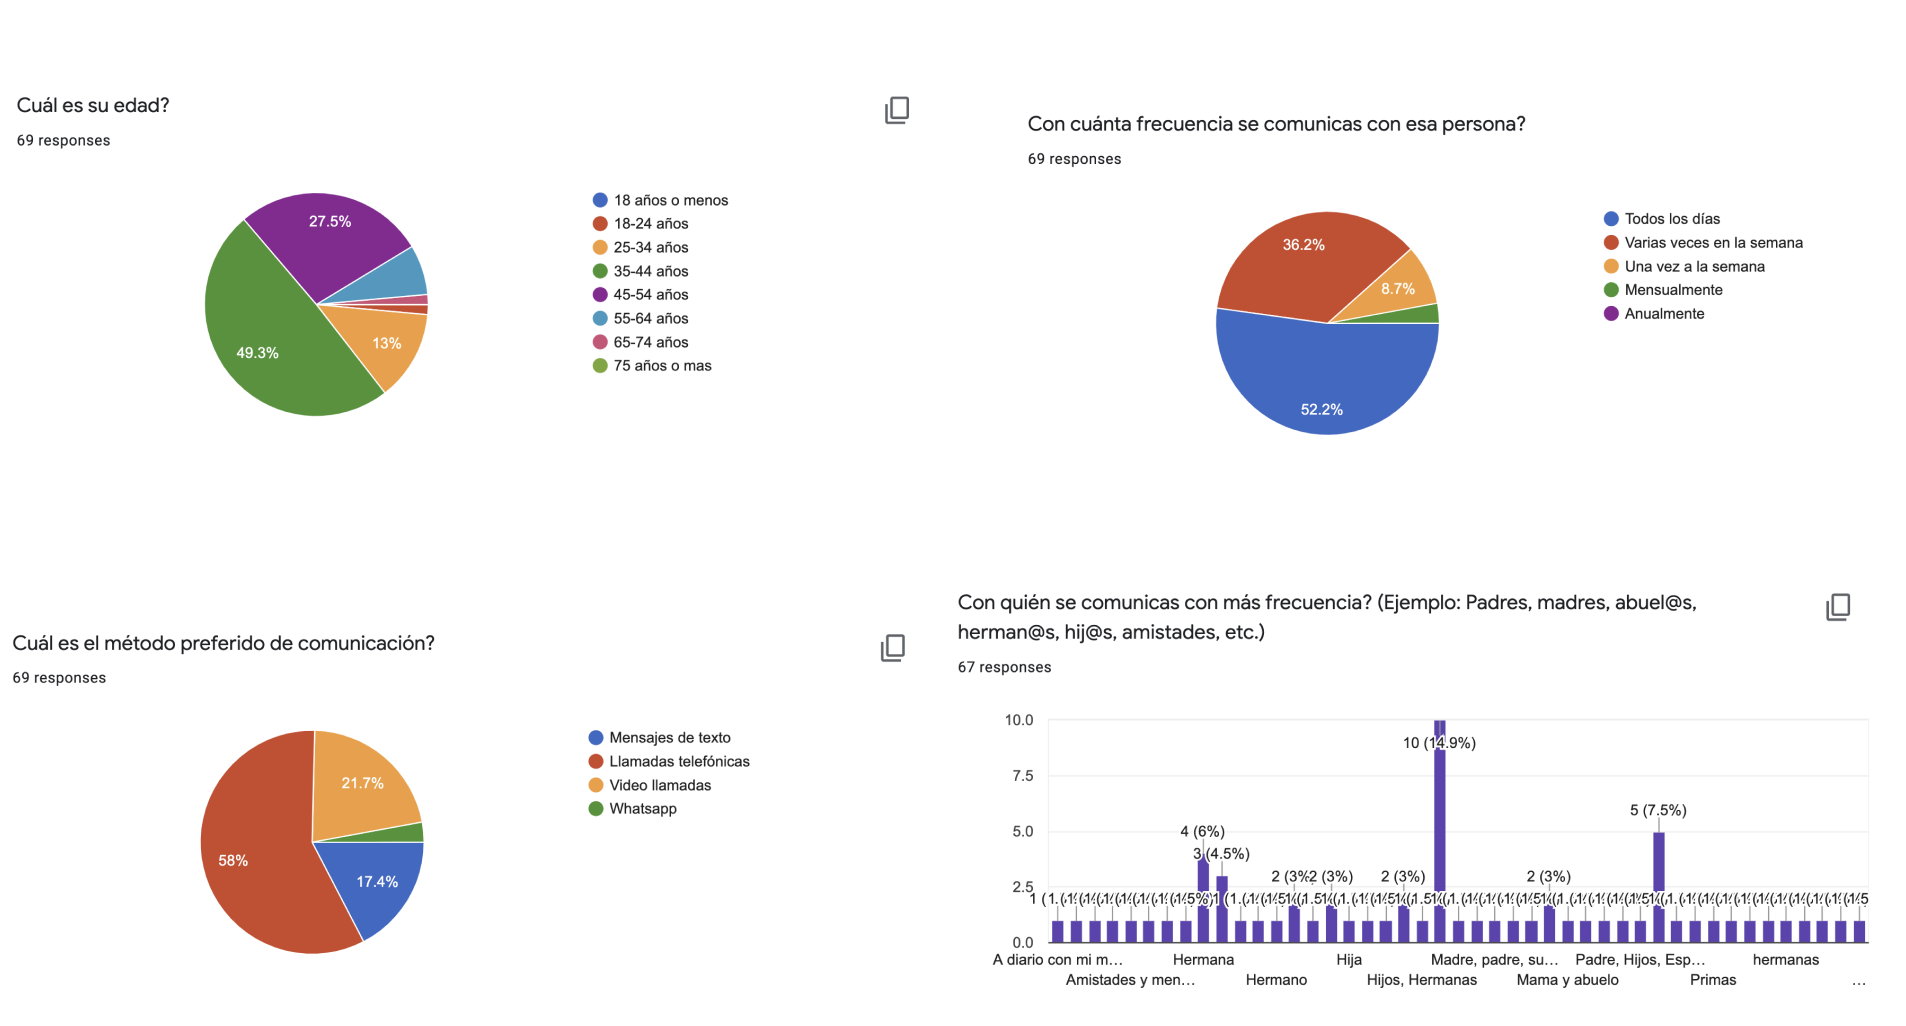 Cuál es su edad?
69 responses
27.5%
49.3%
13%
18 años o menos
18-24 años
25-34 años
35-44 años
45-54 años
55-64 años
65-74 años
75 años o mas
Con cuánta frecuencia se comunicas con esa persona?
69 responses
36.2%
8.7%
52.2%
Todos los días
Varias veces en la semana
Una vez a la semana
Mensualmente
Anualmente
Cuál es el método preferido de comunicación?
69 responses
21.7%
58%
17.4%
Mensajes de texto
Llamadas telefónicas
Video llamadas
Whatsapp
Con quién se comunicas con más frecuencia? (Ejemplo: Padres, madres, abuel@s,
herman@s, hij@s, amistades, etc.)
67 responses
10.0
7.5
5.0
2.5
0.0
10 (14.9%)
5 (7.5%)
4 (6%)
3 (4.5%)
2 (3%)
2 (3%)
2 (3%)
2 (3%)
A diario con mi m…
Hermana
Hija
Madre, padre, su…
Padre, Hijos, Esp…
hermanas
Amistades y men…
Hermano
Hijos, Hermanas
Mama y abuelo
Primas
…